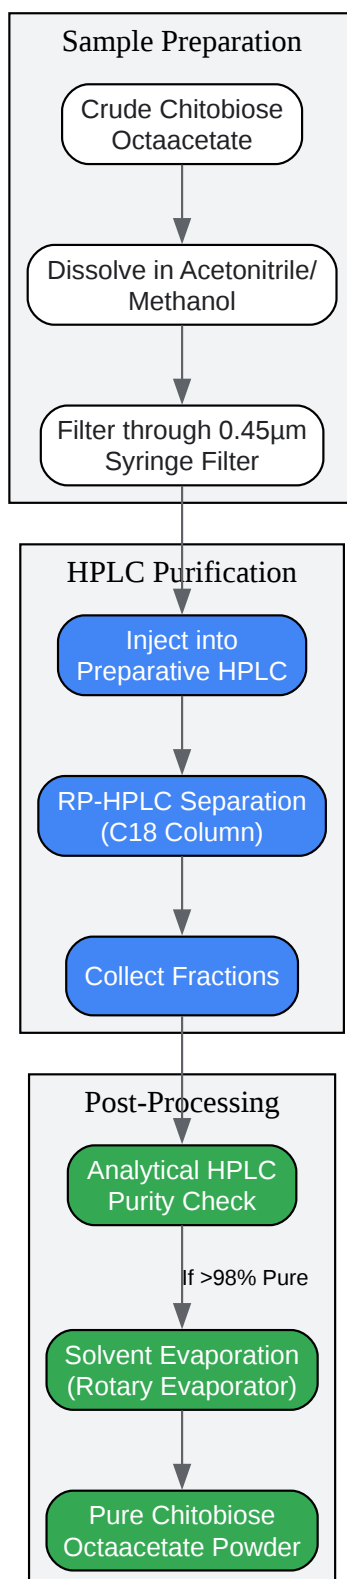 Sample Preparation
Crude Chitobiose
Octaacetate
Dissolve in Acetonitrile/
Methanol
Filter through 0.45µm
Syringe Filter
HPLC Purification
Inject into
Preparative HPLC
RP-HPLC Separation
(C18 Column)
Collect Fractions
Post-Processing
Analytical HPLC
Purity Check
If >98% Pure
Solvent Evaporation
(Rotary Evaporator)
Pure Chitobiose
Octaacetate Powder